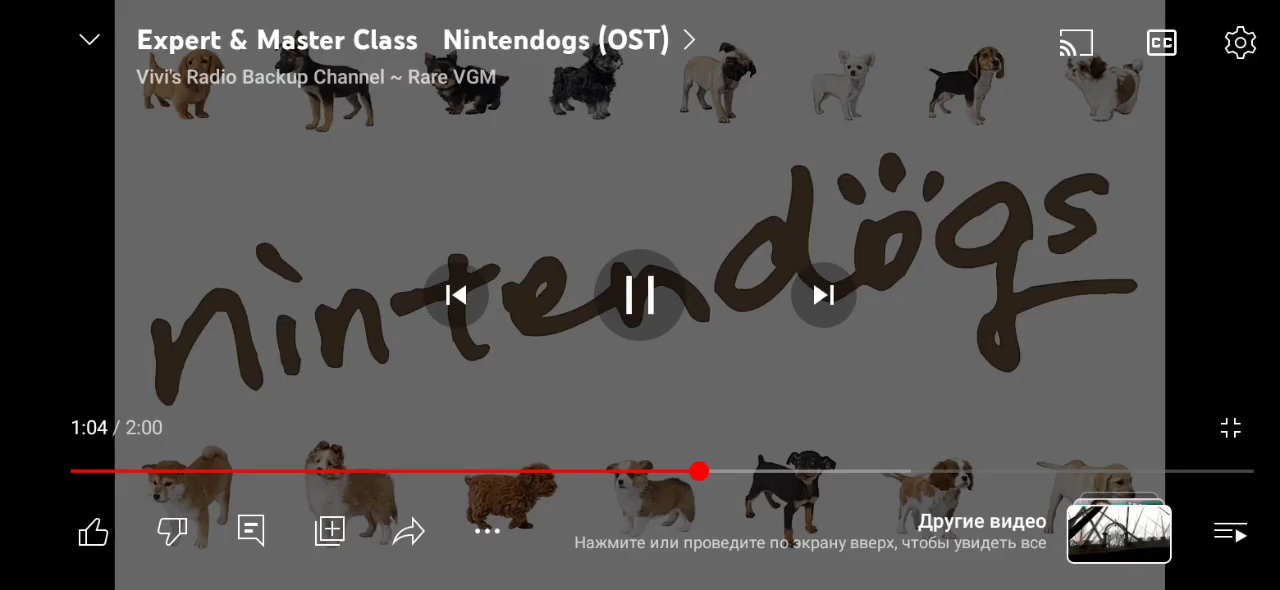 Expert & Master Class Nintendogs (OST)
Vivi's Radio Backup Channel ~ Rare VGM
CC
nintendogs
1:04 / 2:00
Другие видео
Нажмите или проведите по экрану вверх, чтобы увидеть все